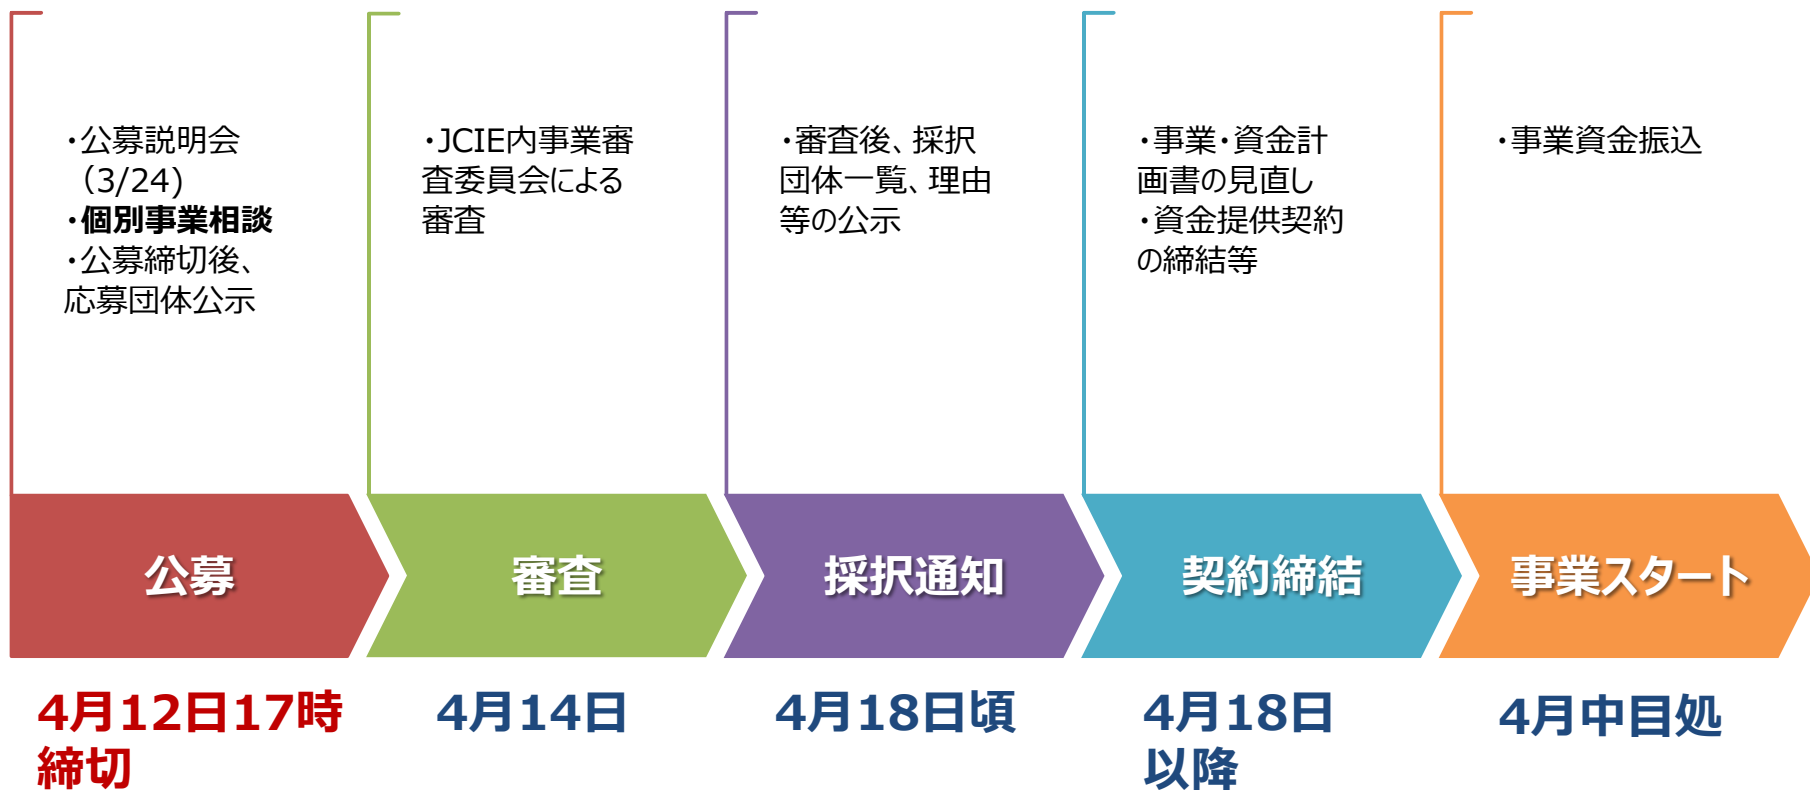 ・公募説明会
（3/24)
・個別事業相談
・公募締切後、
応募団体公示
・JCIE内事業審
査委員会による
審査
・審査後、採択
団体一覧、理由
等の公示
・事業・資金計
画書の見直し
・資金提供契約
の締結等
・事業資金振込
公募
審査
採択通知
契約締結
事業スタート
4月12日17時
締切
4月14日
4月18日頃
4月18日
以降
4月中目処